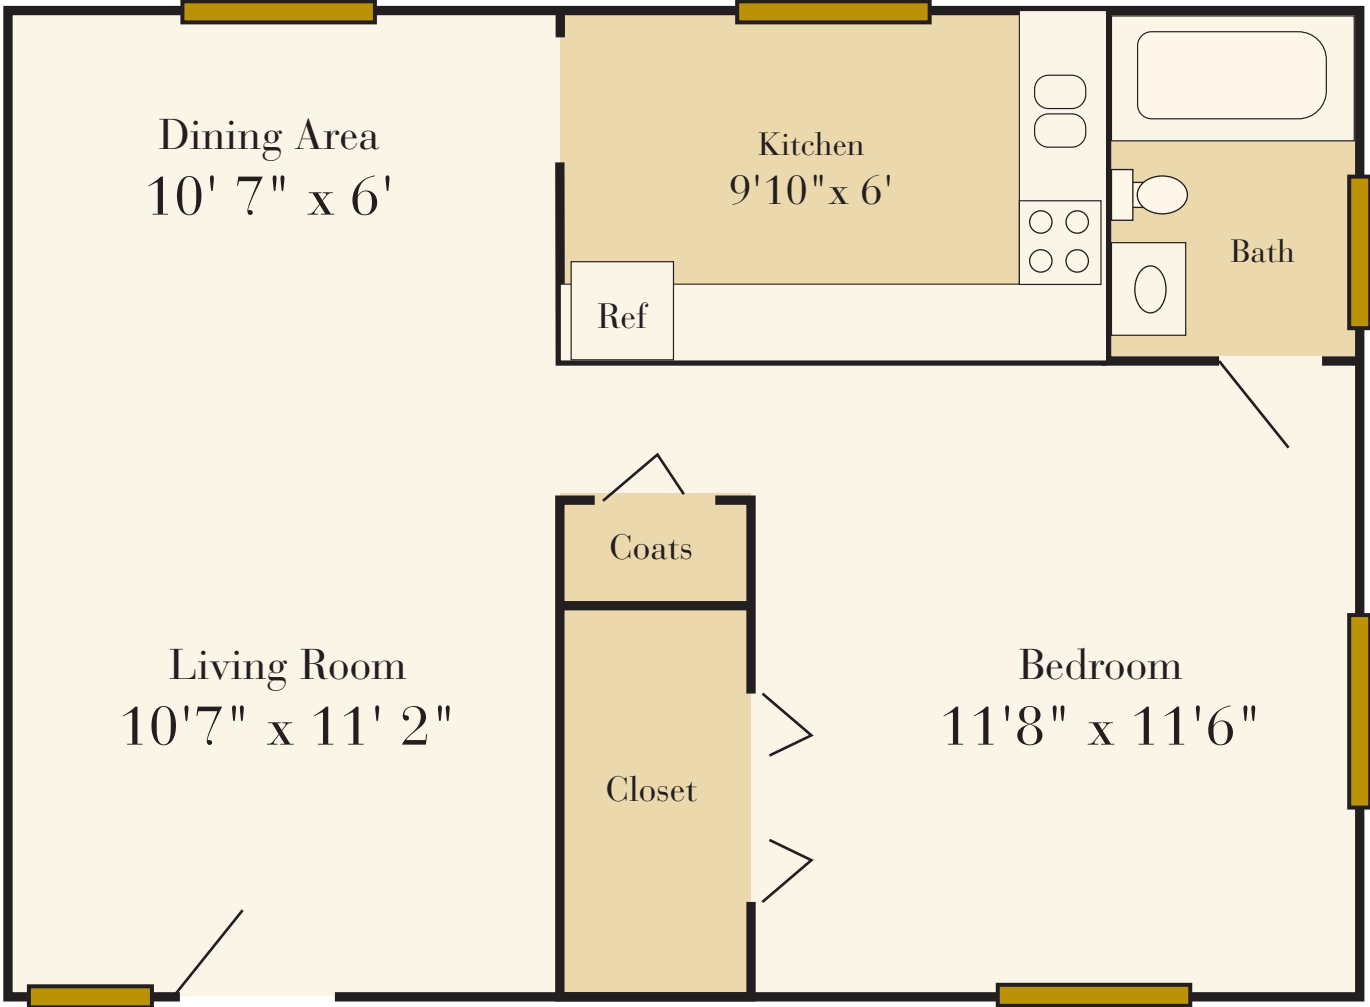 Dining Area
10' 7" x 6'
Kitchen
9'10"x 6'
Bath
Ref
Coats
Living Room
10'7" x 11' 2"
Bedroom
11'8" x 11'6"
Closet